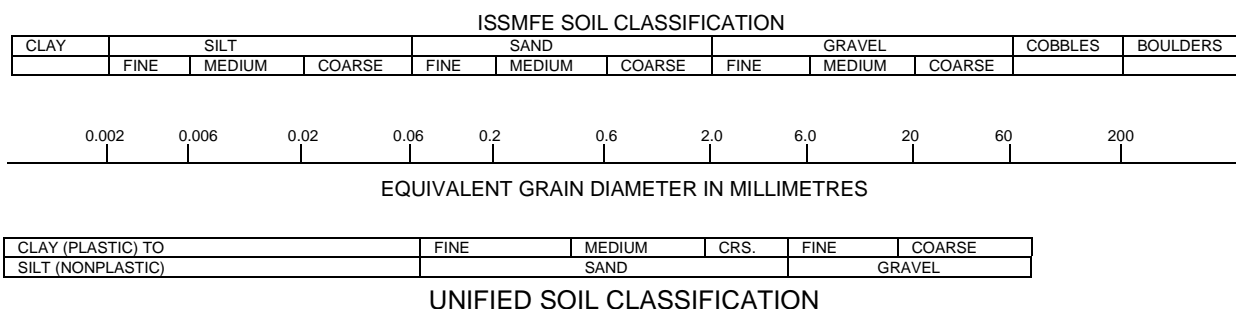 ISSMFE SOIL CLASSIFICATION
CLAY SILT SAND GRAVEL COBBLES BOULDERS
FINE MEDIUM COARSE FINE MEDIUM COARSE FINE MEDIUM COARSE
0.002 0.006 0.02 0.06 0.2 0.6 2.0 6.0 20 60 200
EQUIVALENT GRAIN DIAMETER IN MILLIMETRES
CLAY (PLASTIC) TO FINE MEDIUM CRS. FINE COARSE
SILT (NONPLASTIC) SAND GRAVEL
UNIFIED SOIL CLASSIFICATION